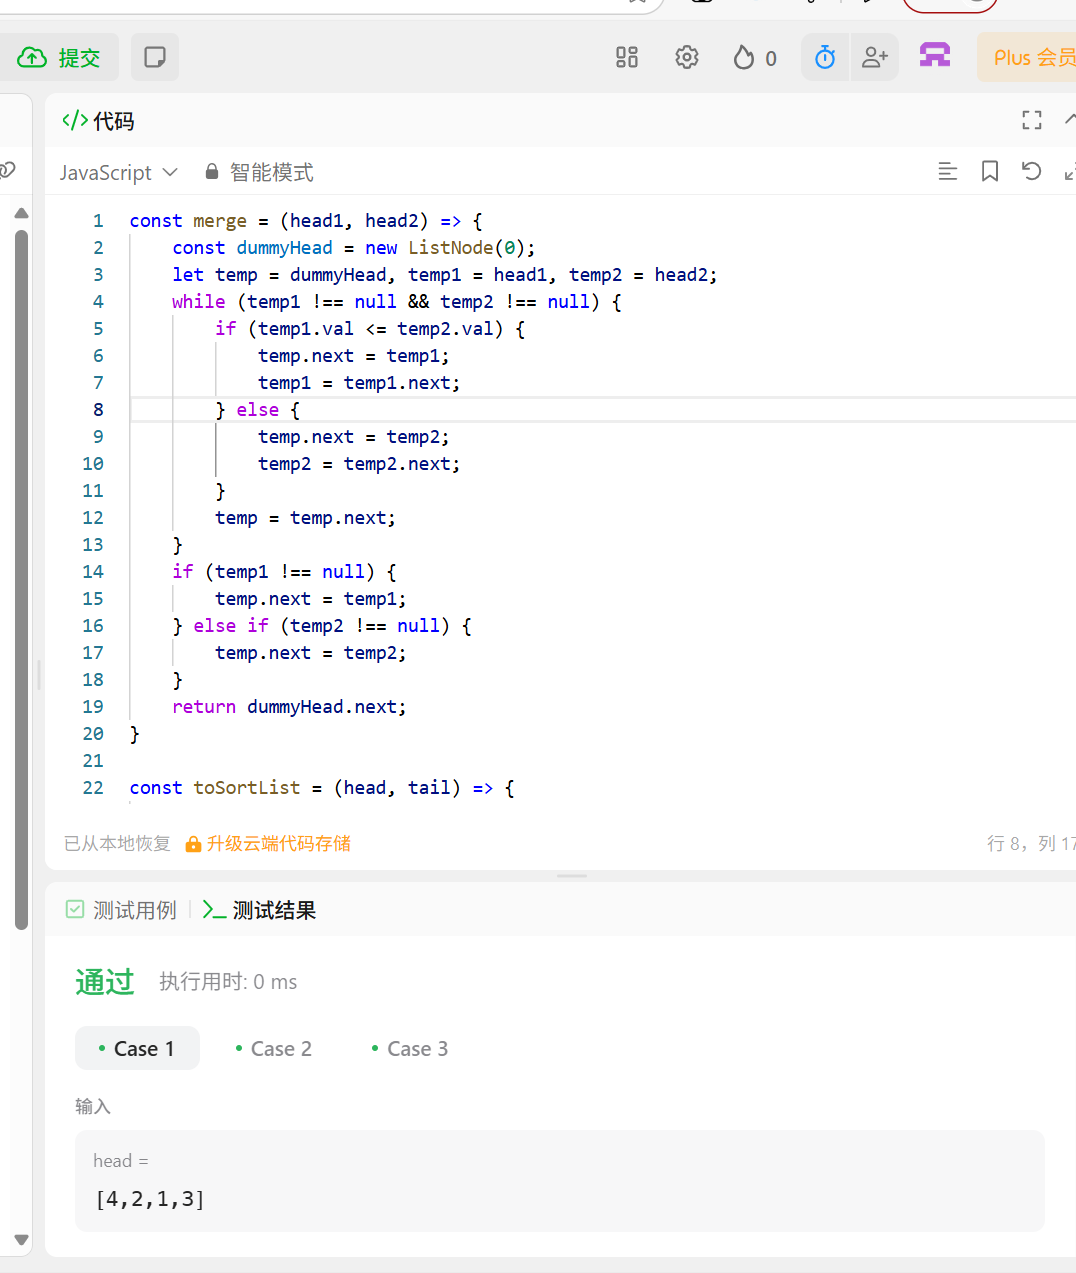 提交
0
Plus 会员
代码
JavaScript 智能模式
1 const merge = (head1, head2) => {
2 const dummyHead = new ListNode(0);
3 let temp = dummyHead, temp1 = head1, temp2 = head2;
4 while (temp1 !== null && temp2 !== null) {
5 if (temp1.val <= temp2.val) {
6 temp.next = temp1;
7 temp1 = temp1.next;
8 } else {
9 temp.next = temp2;
10 temp2 = temp2.next;
11 }
12 temp = temp.next;
13 }
14 if (temp1 !== null) {
15 temp.next = temp1;
16 } else if (temp2 !== null) {
17 temp.next = temp2;
18 }
19 return dummyHead.next;
20 }
21
22 const toSortList = (head, tail) => {
已从本地恢复 升级云端代码存储 行 8, 列 17
测试用例 测试结果
通过 执行用时: 0 ms
Case 1 Case 2 Case 3
输入
head =
[4,2,1,3]